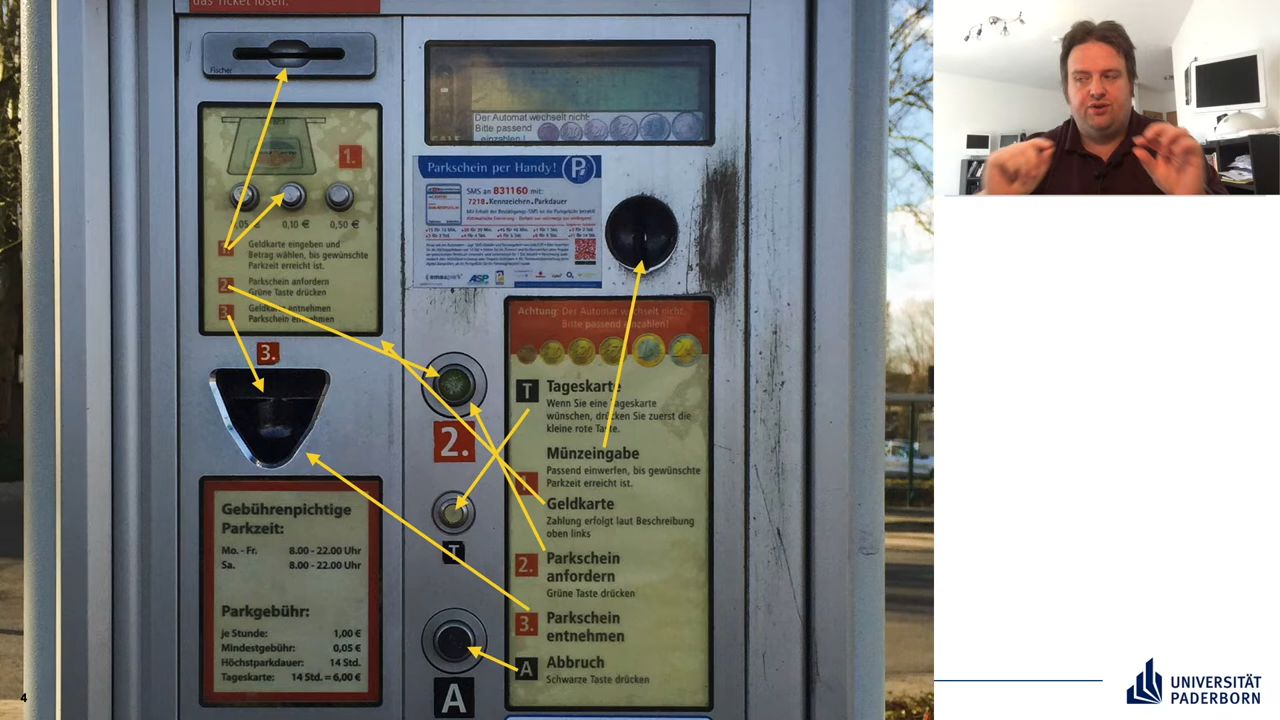 das Ticket lösen.
Fischer
1.
0,10 €
0,50 €
1.
Geldkarte eingeben und
Betrag wählen, bis gewünschte
Parkzeit erreicht ist.
2.
Parkschein anfordern
Grüne Taste drücken
3.
Geldkarte entnehmen
Parkschein entnehmen
3.
Gebührenpichtige
Parkzeit:
Mo. - Fr. 8.00 - 22.00 Uhr
Sa. 8.00 - 22.00 Uhr
Parkgebühr:
je Stunde: 1,00 €
Mindestgebühr: 0,05 €
Höchstparkdauer: 14 Std.
Tageskarte: 14 Std. = 6,00 €
Der Automat wechselt nicht
Bitte passend
einzahlen!
Parkschein per Handy!
P
SMS an 831160 mit:
7218.Kennzeichen.Parkdauer
ASP
2.
T
A
Achtung: Der Automat wechselt nicht.
Bitte passend einzahlen!
T Tageskarte
Wenn Sie eine Tageskarte
wünschen, drücken Sie zuerst die
kleine rote Taste.
Münzeingabe
Passend einwerfen, bis gewünschte
Parkzeit erreicht ist.
1.
Geldkarte
Zahlung erfolgt laut Beschreibung
oben links
2. Parkschein
anfordern
Grüne Taste drücken
3. Parkschein
entnehmen
A Abbruch
Schwarze Taste drücken
4
UNIVERSITÄT
PADERBORN